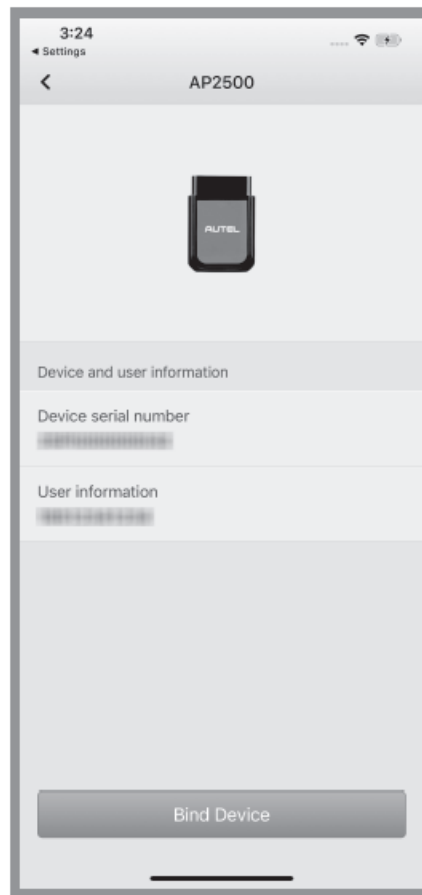 3:24
◀ Settings
AP2500
AUTEL
Device and user information
Device serial number
User information
Bind Device